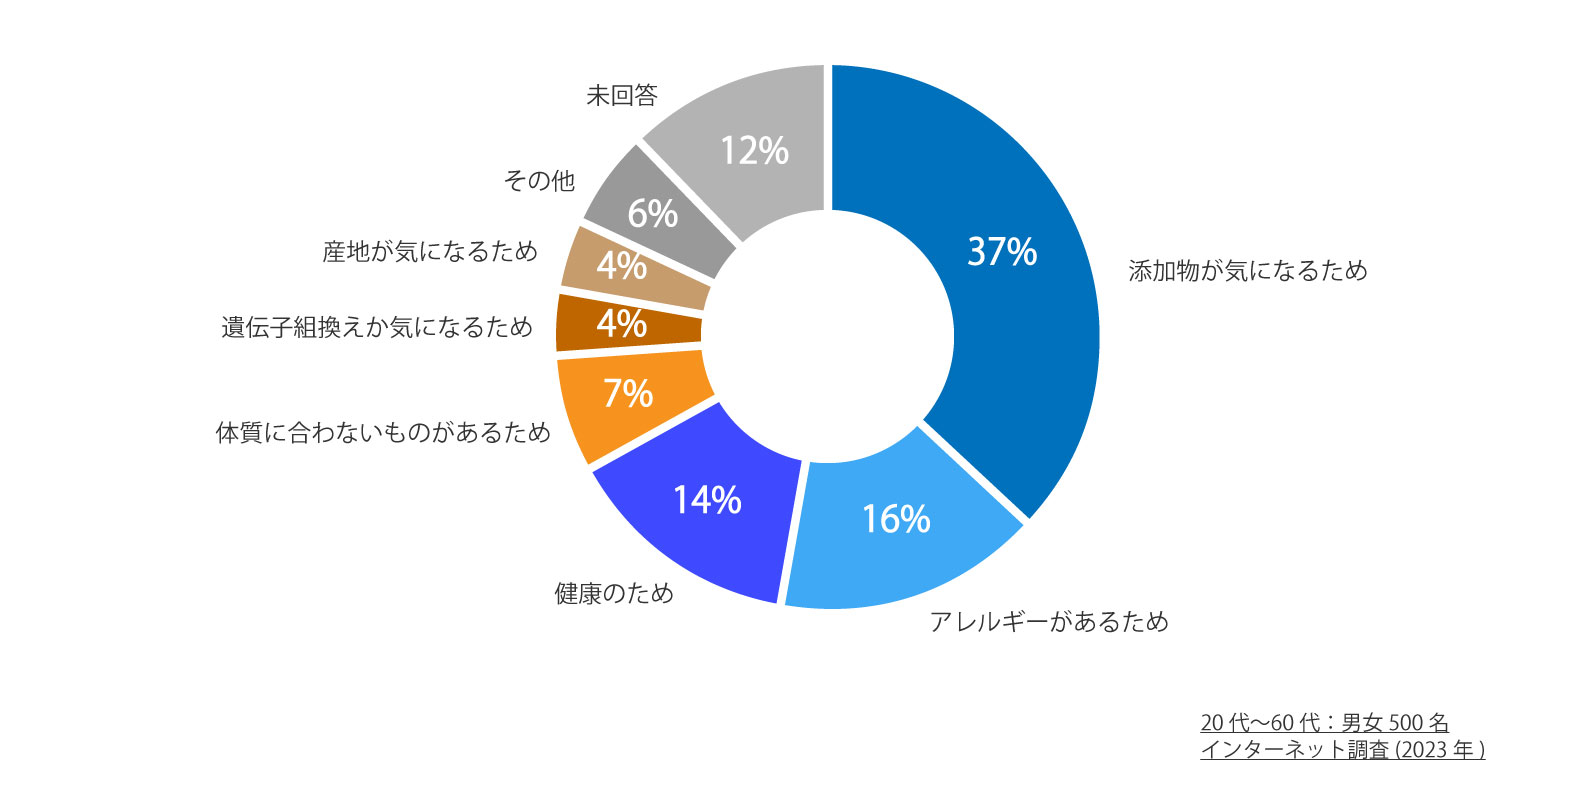 未回答
12%
その他
6%
37%
産地が気になるため
4%
添加物が気になるため
遺伝子組換えか気になるため
4%
7%
体質に合わないものがあるため
14%
16%
健康のため
アレルギーがあるため
20代〜60代：男女500名
インターネット調査(2023年)